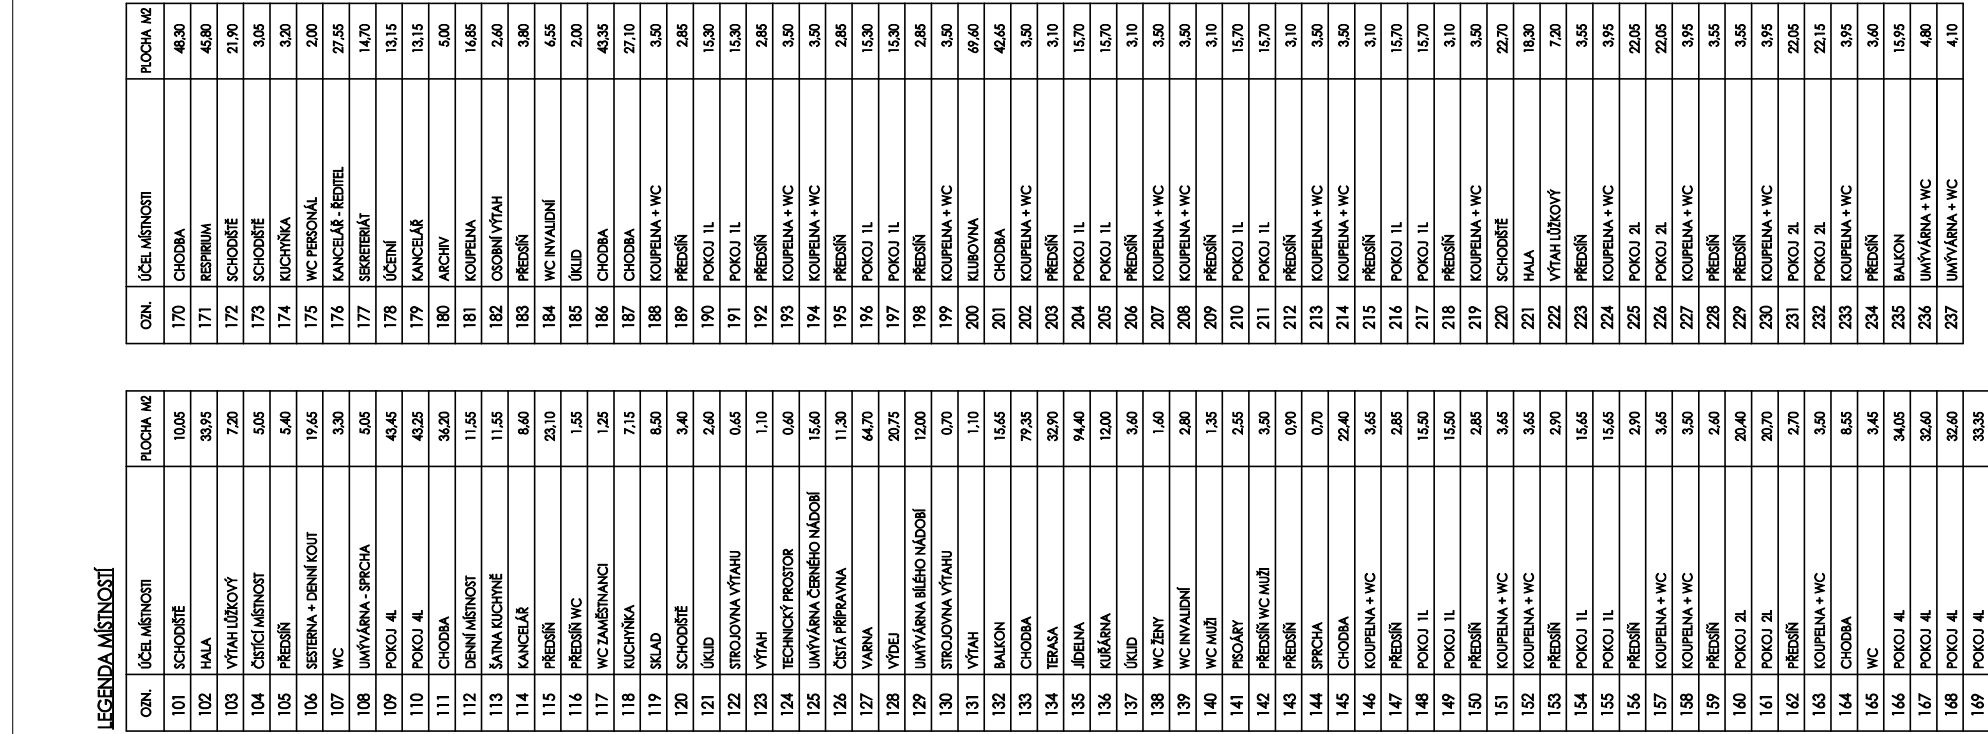 LEGENDA MÍSTNOSTÍ
OZN. ÚČEL MÍSTNOSTI PLOCHA M2
101 SCHODIŠTĚ 10,05
102 HALA 33,95
103 VÝTAH LŮŽKOVÝ 7,20
104 ČISTÍCÍ MÍSTNOST 5,05
105 PŘEDSÍŇ 5,40
106 SESTERNA + DENNÍ KOUT 19,65
107 WC 3,30
108 UMÝVÁRNA - SPRCHA 5,05
109 POKOJ 4L 43,45
110 POKOJ 4L 43,25
111 CHODBA 36,20
112 DENNÍ MÍSTNOST 11,55
113 ŠATNA KUCHYNĚ 11,55
114 KANCELÁŘ 8,60
115 PŘEDSÍŇ 23,10
116 PŘEDSÍŇ WC 1,55
117 WC ZAMĚSTNANCI 1,25
118 KUCHYŇKA 7,15
119 SKLAD 8,50
120 SCHODIŠTĚ 3,40
121 ÚKLID 2,60
122 STROJOVNA VÝTAHU 0,65
123 VÝTAH 1,10
124 TECHNICKÝ PROSTOR 0,60
125 UMÝVÁRNA ČERNÉHO NÁDOBÍ 15,60
126 ČISTÁ PŘÍPRAVNA 11,30
127 VARNA 64,70
128 VÝDEJ 20,75
129 UMÝVÁRNA BÍLÉHO NÁDOBÍ 12,00
130 STROJOVNA VÝTAHU 0,70
131 VÝTAH 1,10
132 BALKON 15,65
133 CHODBA 79,35
134 TERASA 32,90
135 JÍDELNA 94,40
136 KUŘÁRNA 12,00
137 ÚKLID 3,60
138 WC ŽENY 1,60
139 WC INVALIDNÍ 2,80
140 WC MUŽI 1,35
141 PISOÁRY 2,55
142 PŘEDSÍŇ WC MUŽI 3,50
143 PŘEDSÍŇ 0,90
144 SPRCHA 0,70
145 CHODBA 22,40
146 KOUPELNA + WC 3,65
147 PŘEDSÍŇ 2,85
148 POKOJ 1L 15,50
149 POKOJ 1L 15,50
150 PŘEDSÍŇ 2,85
151 KOUPELNA + WC 3,65
152 KOUPELNA + WC 3,65
153 PŘEDSÍŇ 2,90
154 POKOJ 1L 15,65
155 POKOJ 1L 15,65
156 PŘEDSÍŇ 2,90
157 KOUPELNA + WC 3,65
158 KOUPELNA + WC 3,50
159 PŘEDSÍŇ 2,60
160 POKOJ 2L 20,40
161 POKOJ 2L 20,70
162 PŘEDSÍŇ 2,70
163 KOUPELNA + WC 3,50
164 CHODBA 8,55
165 WC 3,45
166 POKOJ 4L 34,05
167 POKOJ 4L 32,60
168 POKOJ 4L 32,60
169 POKOJ 4L 33,35
OZN. ÚČEL MÍSTNOSTI PLOCHA M2
170 CHODBA 48,30
171 RESPIRIUM 45,80
172 SCHODIŠTĚ 21,90
173 SCHODIŠTĚ 3,05
174 KUCHYŇKA 3,20
175 WC PERSONÁL 2,00
176 KANCELÁŘ - ŘEDITEL 27,55
177 SEKRETERIÁT 14,70
178 ÚČETNÍ 13,15
179 KANCELÁŘ 13,15
180 ARCHIV 5,00
181 KOUPELNA 16,85
182 OSOBNÍ VÝTAH 2,60
183 PŘEDSÍŇ 3,80
184 WC INVALIDNÍ 6,55
185 ÚKLID 2,00
186 CHODBA 43,35
187 CHODBA 27,10
188 KOUPELNA + WC 3,50
189 PŘEDSÍŇ 2,85
190 POKOJ 1L 15,30
191 POKOJ 1L 15,30
192 PŘEDSÍŇ 2,85
193 KOUPELNA + WC 3,50
194 KOUPELNA + WC 3,50
195 PŘEDSÍŇ 2,85
196 POKOJ 1L 15,30
197 POKOJ 1L 15,30
198 PŘEDSÍŇ 2,85
199 KOUPELNA + WC 3,50
200 KLUBOVNA 69,60
201 CHODBA 42,65
202 KOUPELNA + WC 3,50
203 PŘEDSÍŇ 3,10
204 POKOJ 1L 15,70
205 POKOJ 1L 15,70
206 PŘEDSÍŇ 3,10
207 KOUPELNA + WC 3,50
208 KOUPELNA + WC 3,50
209 PŘEDSÍŇ 3,10
210 POKOJ 1L 15,70
211 POKOJ 1L 15,70
212 PŘEDSÍŇ 3,10
213 KOUPELNA + WC 3,50
214 KOUPELNA + WC 3,50
215 PŘEDSÍŇ 3,10
216 POKOJ 1L 15,70
217 POKOJ 1L 15,70
218 PŘEDSÍŇ 3,10
219 KOUPELNA + WC 3,50
220 SCHODIŠTĚ 22,70
221 HALA 18,30
222 VÝTAH LŮŽKOVÝ 7,20
223 PŘEDSÍŇ 3,55
224 KOUPELNA + WC 3,95
225 POKOJ 2L 22,05
226 POKOJ 2L 22,05
227 KOUPELNA + WC 3,95
228 PŘEDSÍŇ 3,55
229 PŘEDSÍŇ 3,55
230 KOUPELNA + WC 3,95
231 POKOJ 2L 22,05
232 POKOJ 2L 22,15
233 KOUPELNA + WC 3,95
234 PŘEDSÍŇ 3,60
235 BALKON 15,95
236 UMÝVÁRNA + WC 4,80
237 UMÝVÁRNA + WC 4,10